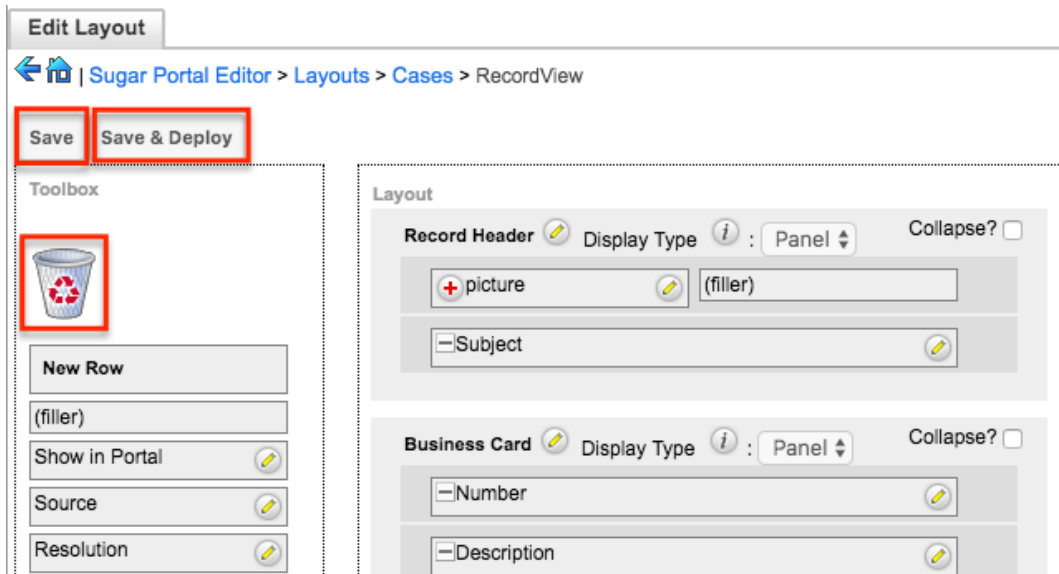 Edit Layout
| Sugar Portal Editor > Layouts > Cases > RecordView
Save Save & Deploy
Toolbox
New Row
(filler)
Show in Portal
Source
Resolution
Layout
Record Header Display Type i : Panel Collapse?
picture (filler)
Subject
Business Card Display Type i : Panel Collapse?
Number
Description